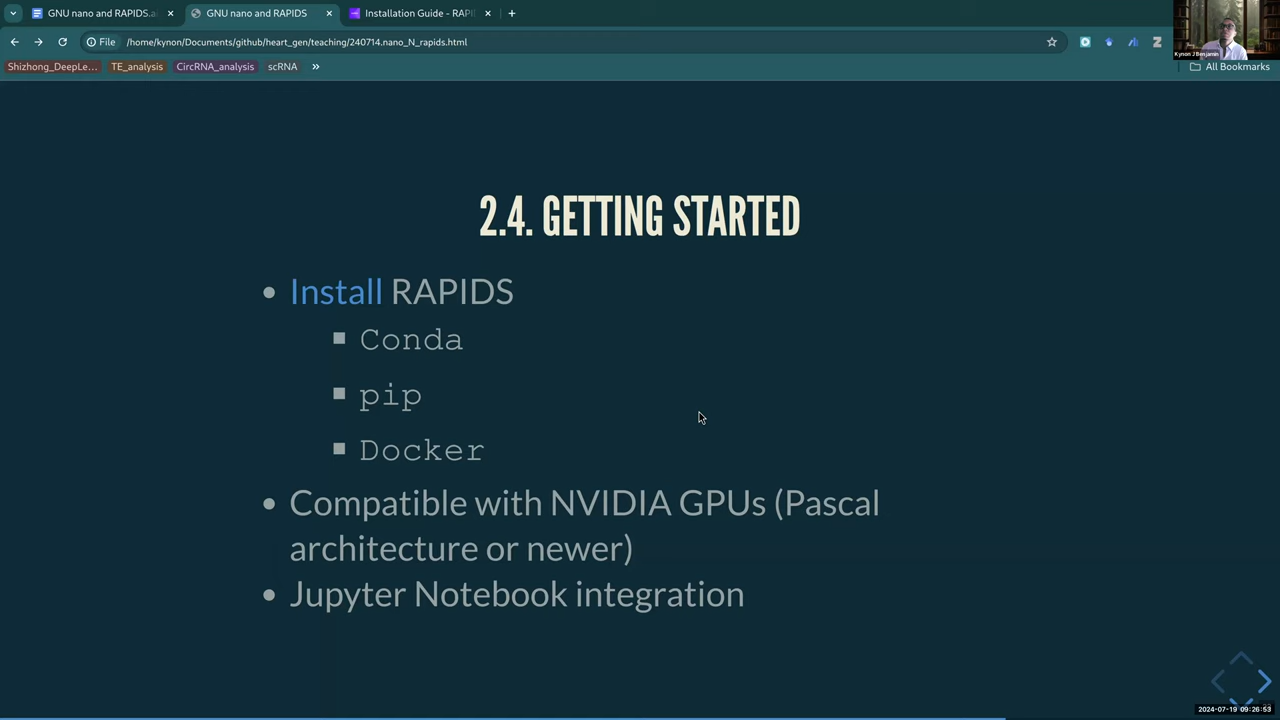 GNU nano and RAPIDS.a
GNU nano and RAPIDS
Installation Guide - RAPI
File
/home/kynon/Documents/github/heart_gen/teaching/240714.nano_N_rapids.html
Shizhong_DeepLe...
TE_analysis
CircRNA_analysis
scRNA
All Bookmarks
Kynon J Benjamin
2.4. GETTING STARTED
Install RAPIDS
Conda
pip
Docker
Compatible with NVIDIA GPUs (Pascal
architecture or newer)
Jupyter Notebook integration
2024-07-19 09:26:53